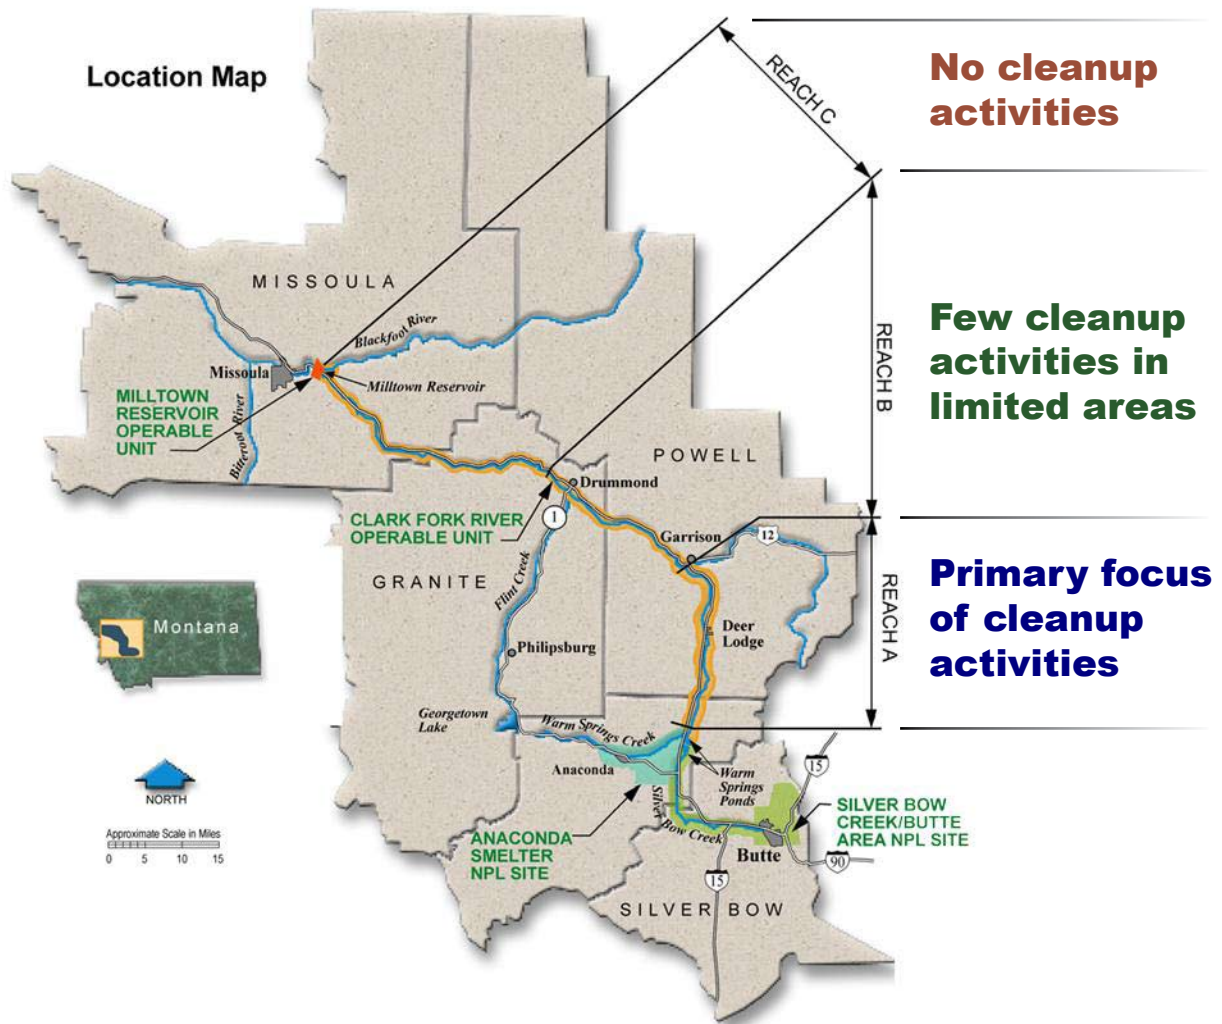 Location Map
REACH C
No cleanup
activities
MISSOULA
Blackfoot River
Missoula
Milltown Reservoir
MILLTOWN
RESERVOIR
OPERABLE
UNIT
Bitteroot River
REACH B
Few cleanup
activities in
limited areas
POWELL
Drummond
CLARK FORK RIVER
OPERABLE UNIT
1
Garrison
12
GRANITE
Flint Creek
Philipsburg
Deer
Lodge
REACH A
Primary focus
of cleanup
activities
Montana
Georgetown
Lake
Warm Springs Creek
Anaconda
Warm
Springs
Ponds
15
NORTH
Approximate Scale in Miles
0 5 10 15
ANACONDA
SMELTER
NPL SITE
Silver Bow Creek
Butte
SILVER BOW
CREEK/BUTTE
AREA NPL SITE
90
15
SILVER BOW